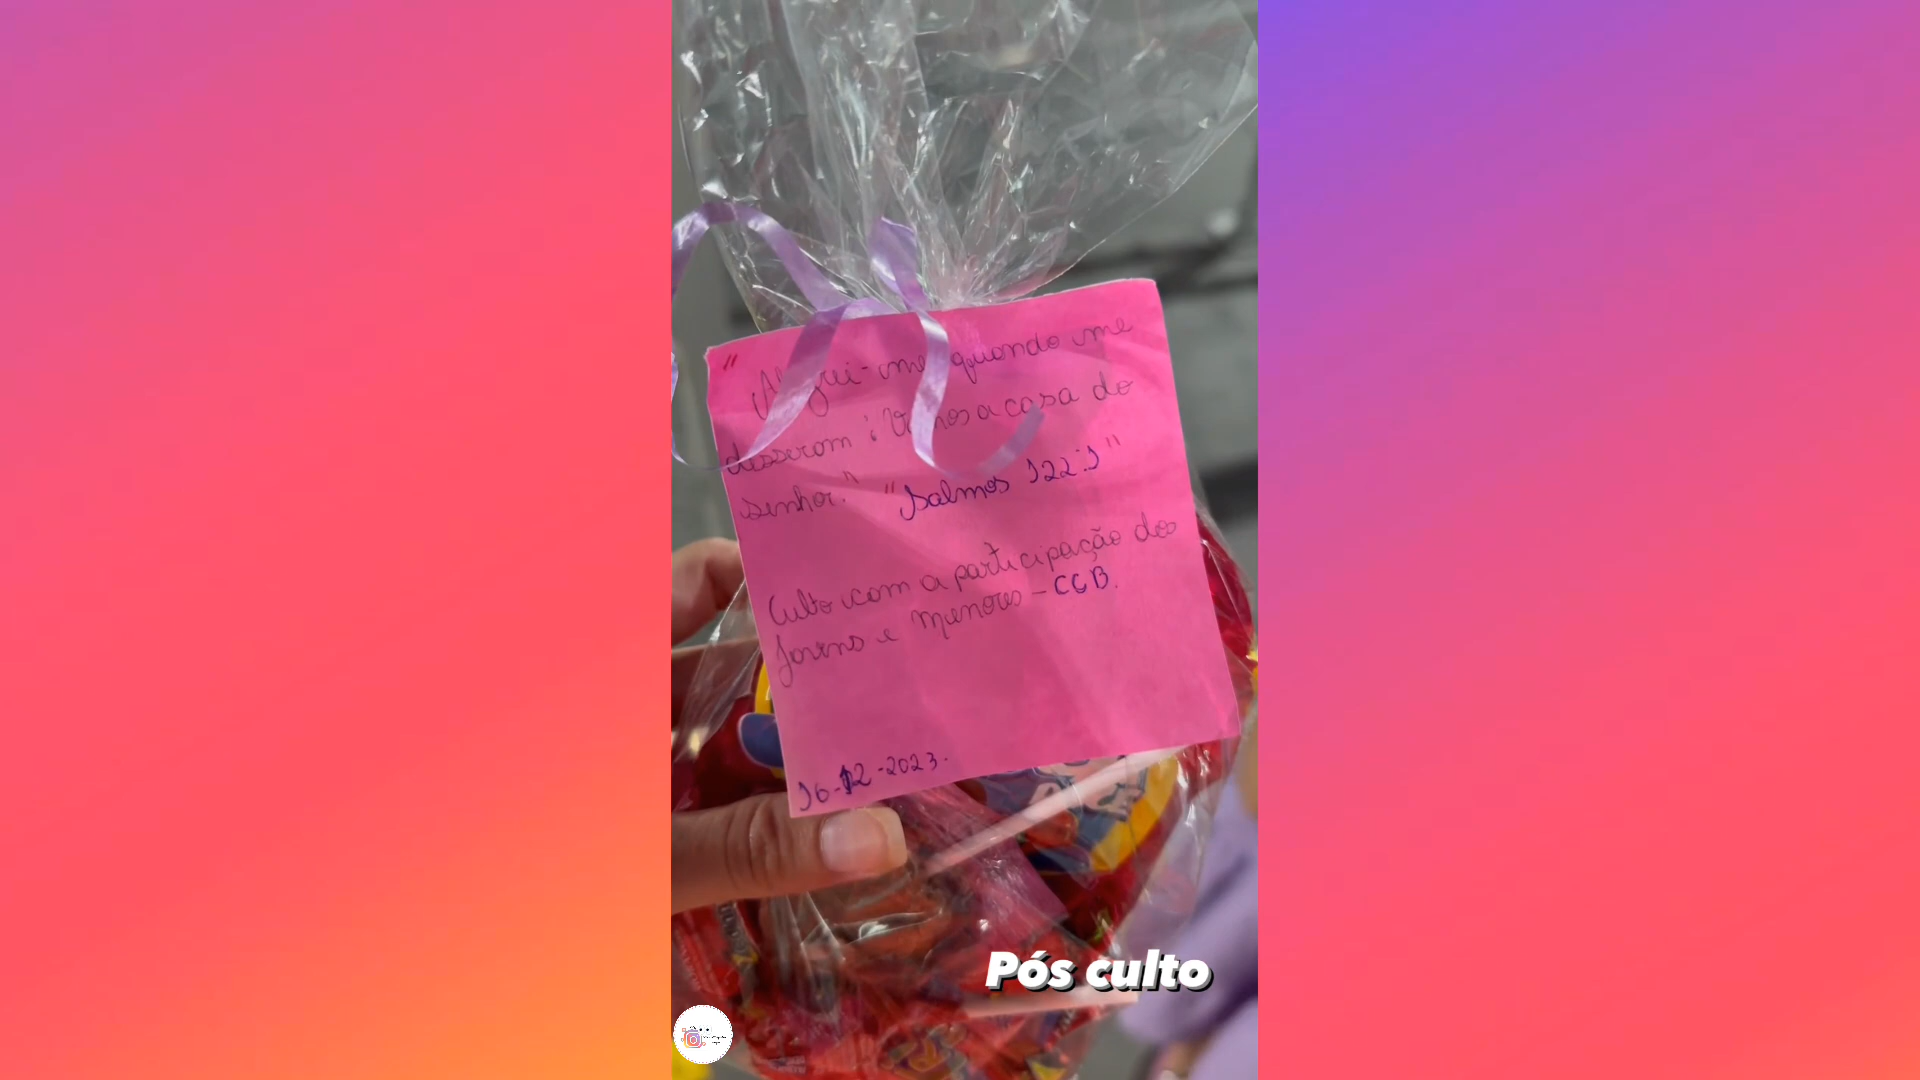 " Alegrei-me quando me
disserom : Vamos a casa do
senhor." "Salmos 122:1"
Culto com a participação dos
Jovens e Menores - CCB.
16-12-2023.
Pós culto